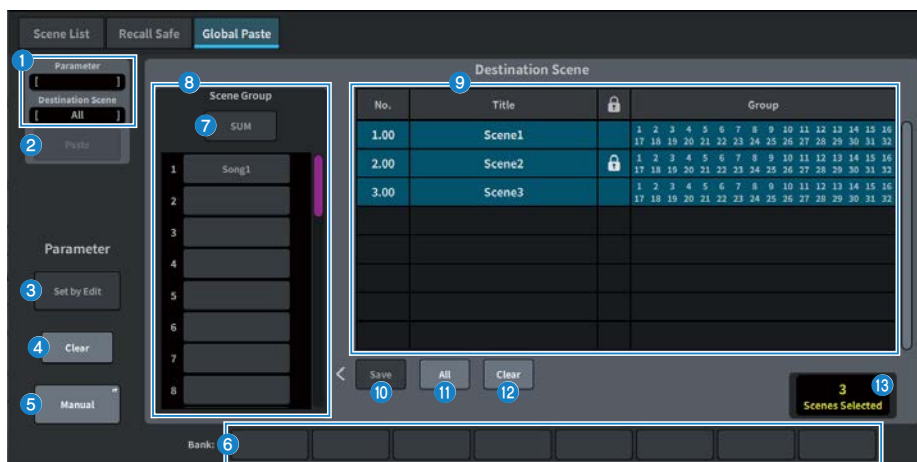 Scene List Recall Safe Global Paste
1
Parameter
[ ]
Destination Scene
[ All ]
2 Paste
Parameter
3 Set by Edit
4 Clear
5 Manual
8
Scene Group
7 SUM
1 Song1
2
3
4
5
6
7
8
Destination Scene
9
No. Title Group
1.00 Scene1 1 2 3 4 5 6 7 8 9 10 11 12 13 14 15 16
17 18 19 20 21 22 23 24 25 26 27 28 29 30 31 32
2.00 Scene2 1 2 3 4 5 6 7 8 9 10 11 12 13 14 15 16
17 18 19 20 21 22 23 24 25 26 27 28 29 30 31 32
3.00 Scene3 1 2 3 4 5 6 7 8 9 10 11 12 13 14 15 16
17 18 19 20 21 22 23 24 25 26 27 28 29 30 31 32
< Save All Clear
10 11 12
3 13
Scenes Selected
Bank: 6